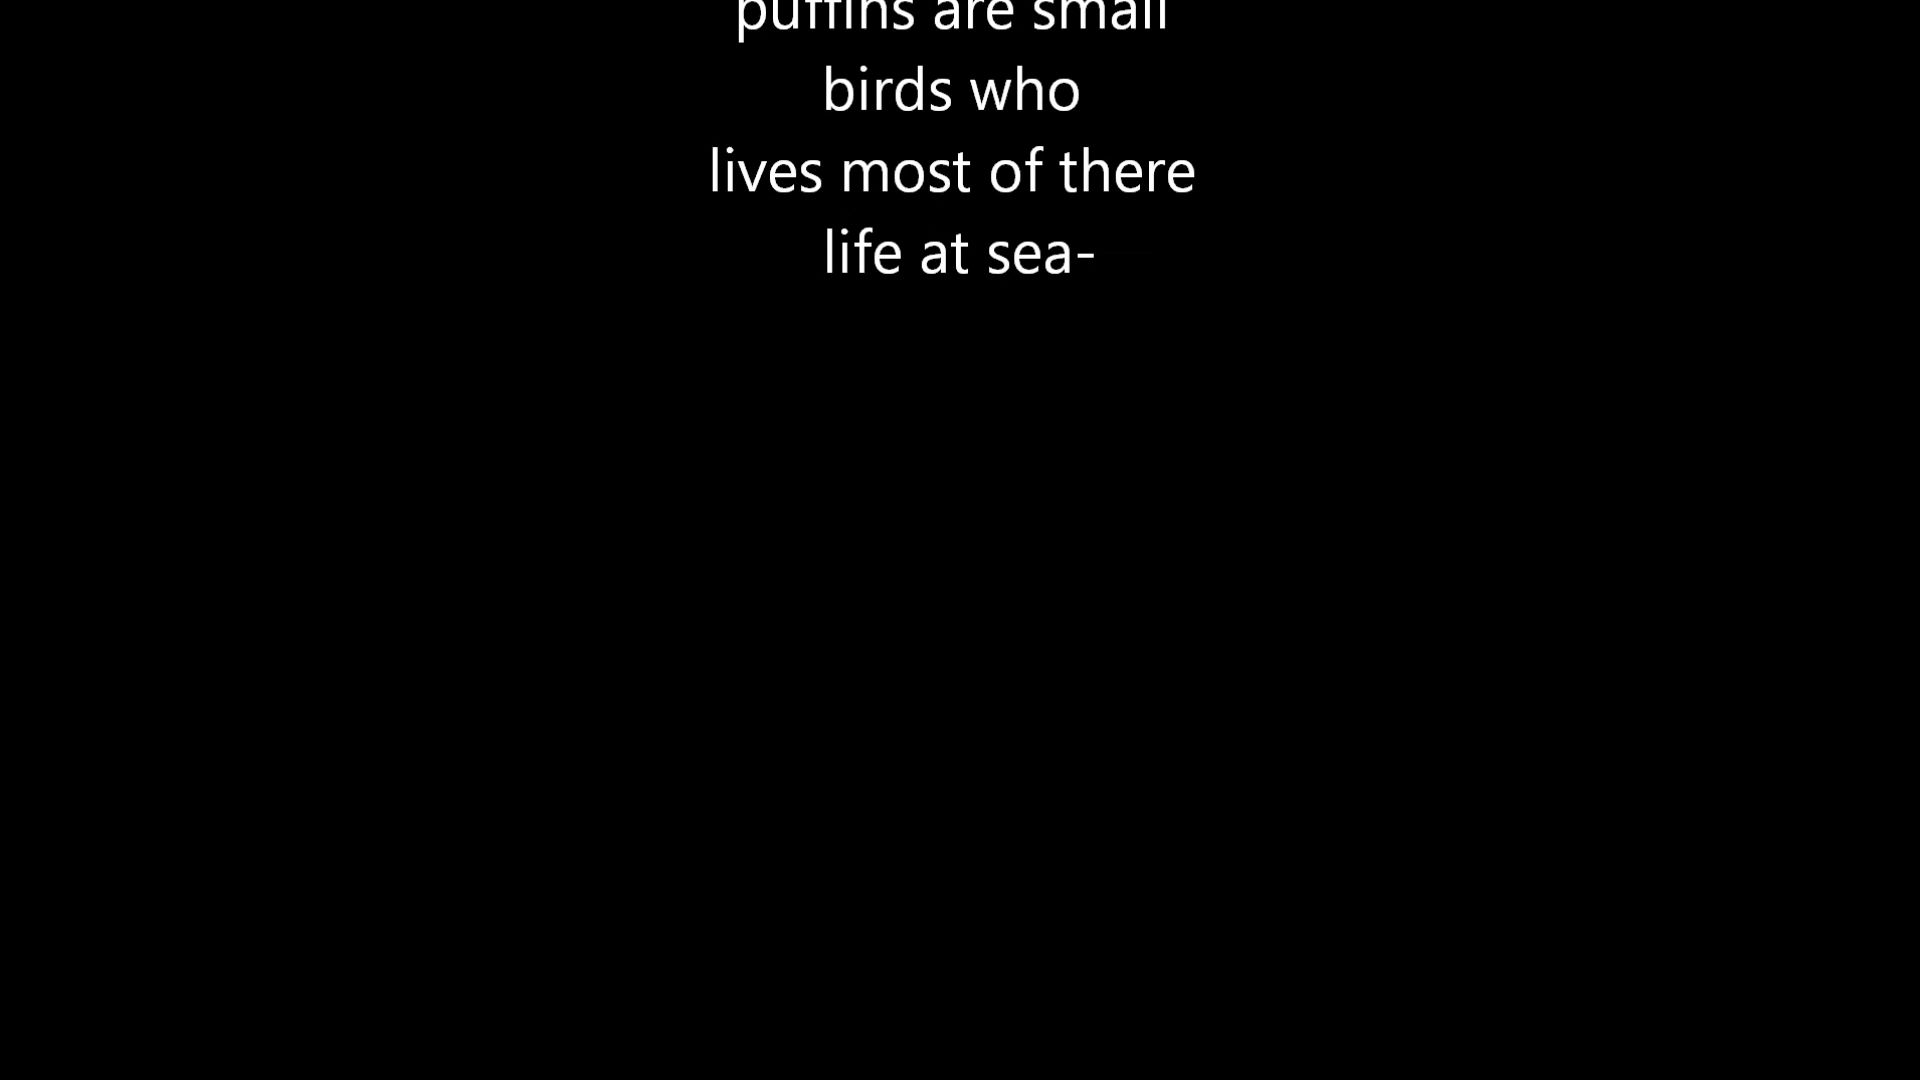 puffins are small
birds who
lives most of there
life at sea-